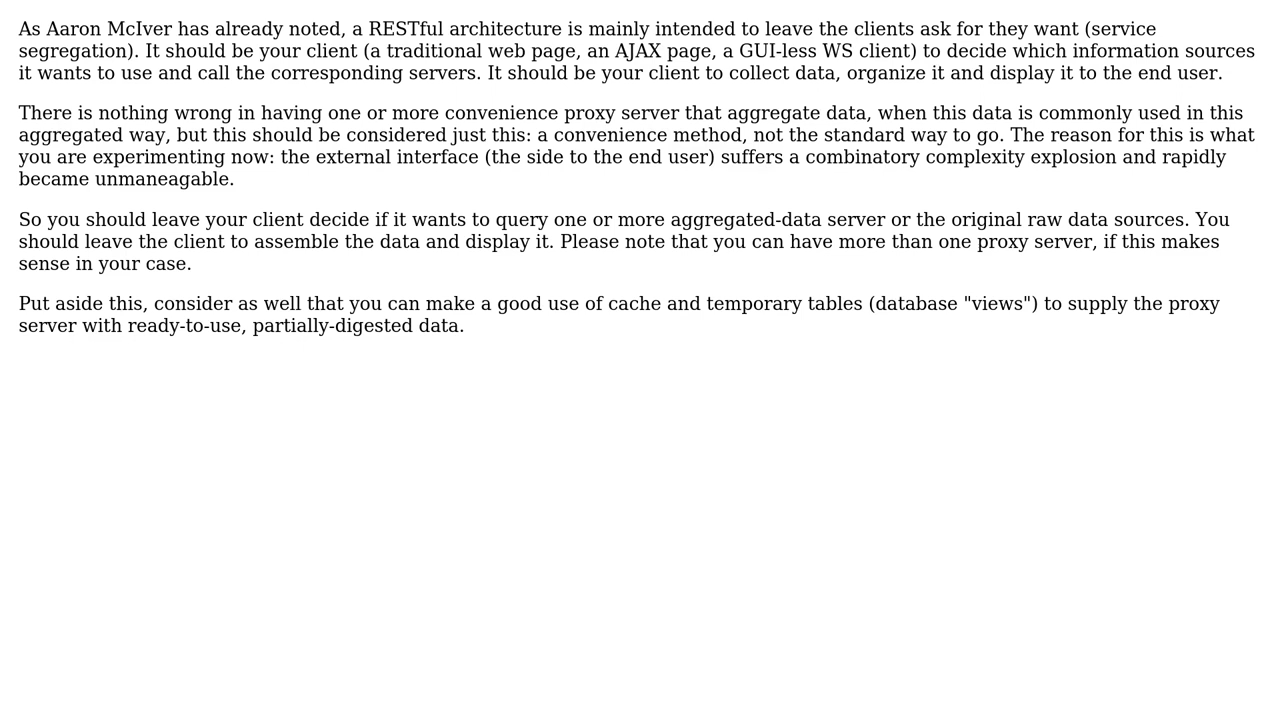 As Aaron McIver has already noted, a RESTful architecture is mainly intended to leave the clients ask for they want (service
segregation). It should be your client (a traditional web page, an AJAX page, a GUI-less WS client) to decide which information sources
it wants to use and call the corresponding servers. It should be your client to collect data, organize it and display it to the end user.
There is nothing wrong in having one or more convenience proxy server that aggregate data, when this data is commonly used in this
aggregated way, but this should be considered just this: a convenience method, not the standard way to go. The reason for this is what
you are experimenting now: the external interface (the side to the end user) suffers a combinatory complexity explosion and rapidly
became unmaneagable.
So you should leave your client decide if it wants to query one or more aggregated-data server or the original raw data sources. You
should leave the client to assemble the data and display it. Please note that you can have more than one proxy server, if this makes
sense in your case.
Put aside this, consider as well that you can make a good use of cache and temporary tables (database "views") to supply the proxy
server with ready-to-use, partially-digested data.